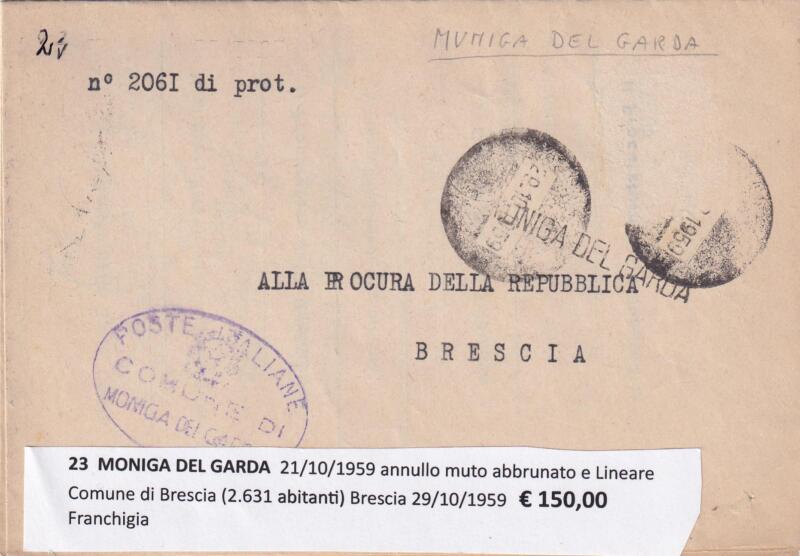 MUNIGA DEL GARDA
nº 206I di prot.
1959
MONIGA DEL GARDA
ALLA PROCURA DELLA REPUBBLICA
BRESCIA
POSTE ITALIANE
COMUNE DI
MONIGA DEL GARDA
23 MONIGA DEL GARDA 21/10/1959 annullo muto abbrunato e Lineare
Comune di Brescia (2.631 abitanti) Brescia 29/10/1959 € 150,00
Franchigia